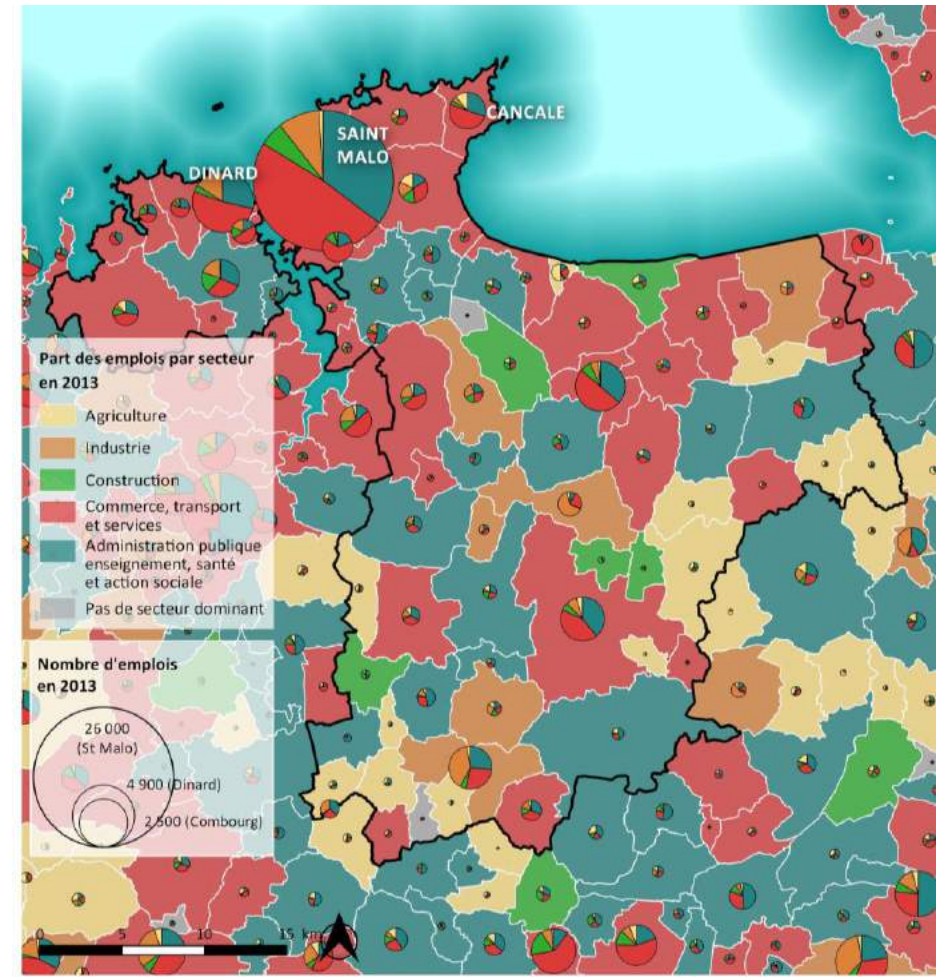 CANCALE
SAINT
MALO
DINARD
Part des emplois par secteur
en 2013
Agriculture
Industrie
Construction
Commerce, transport
et services
Administration publique
enseignement, santé
et action sociale
Pas de secteur dominant
Nombre d'emplois
en 2013
26 000
(St Malo)
4 900 (Dinard)
2 500 (Combourg)
0 5 10 15 km